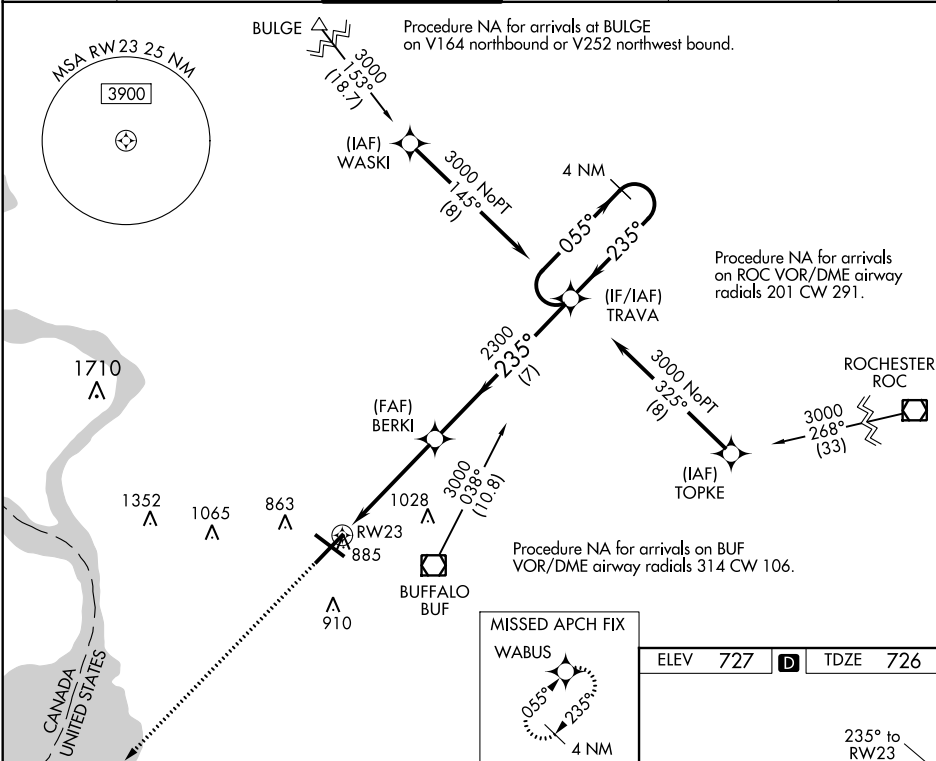 BULGE
Procedure NA for arrivals at BULGE
on V164 northbound or V252 northwest bound.
MSA RW 23 25 NM
3900
3000
153°
(18.7)
(IAF)
WASKI
3000 NoPT
145°
(8)
4 NM
055°
235°
Procedure NA for arrivals
on ROC VOR/DME airway
radials 201 CW 291.
(IF/IAF)
TRAVA
2300
235°
(7)
1710
3000 NoPT
325°
(8)
ROCHESTER
ROC
3000
268°
(33)
(FAF)
BERKI
(IAF)
TOPKE
3000
038°
(10.8)
1352
1065
863
1028
RW23
885
Procedure NA for arrivals on BUF
VOR/DME airway radials 314 CW 106.
BUFFALO
BUF
910
MISSED APCH FIX
WABUS
055°
235°
4 NM
ELEV 727 D TDZE 726
CANADA
UNITED STATES
235° to
RW23